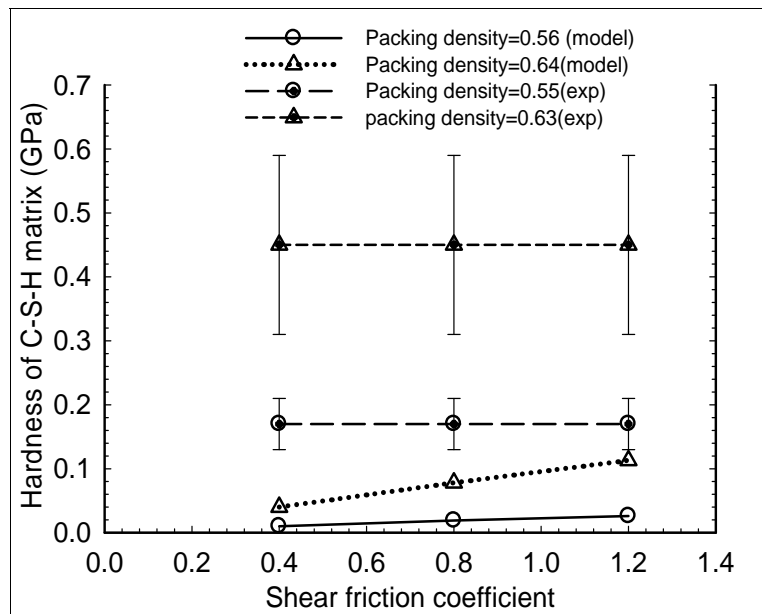 Packing density=0.56 (model)
Packing density=0.64(model)
Packing density=0.55(exp)
packing density=0.63(exp)
Hardness of C-S-H matrix (GPa)
0.7
0.6
0.5
0.4
0.3
0.2
0.1
0.0
0.0 0.2 0.4 0.6 0.8 1.0 1.2 1.4
Shear friction coefficient